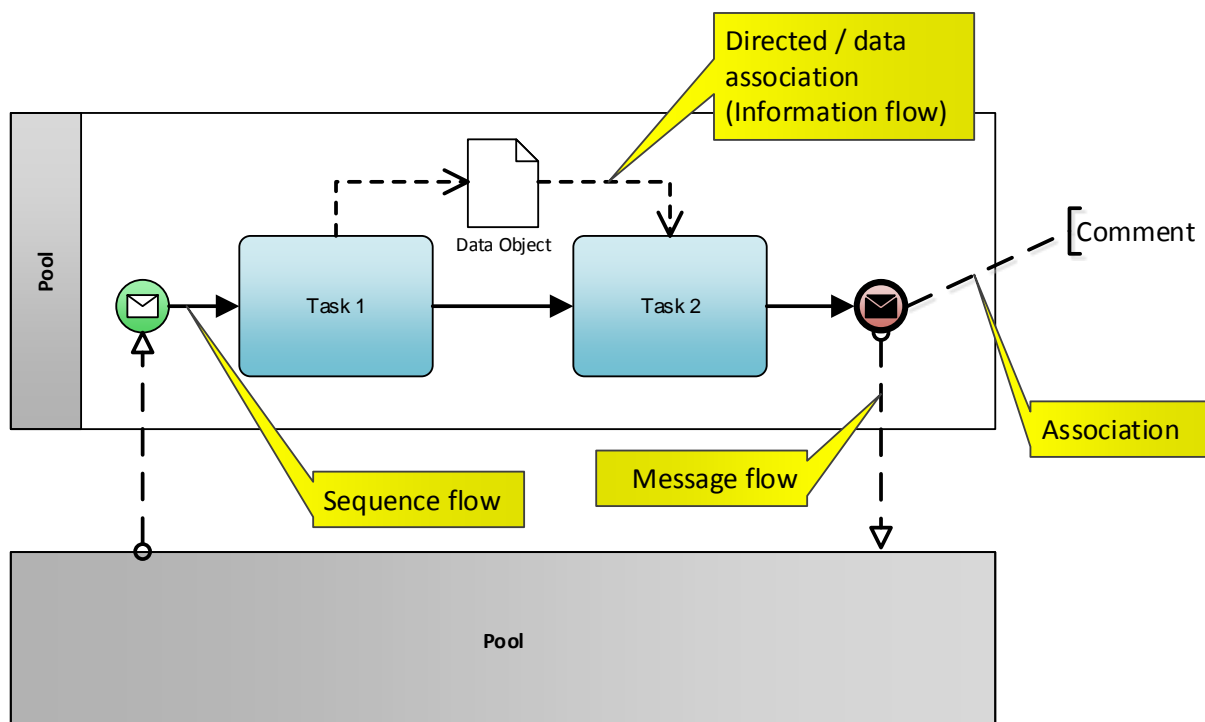 Directed / data
association
(Information flow)
Pool
Data Object
Comment
Task 1
Task 2
Association
Message flow
Sequence flow
Pool